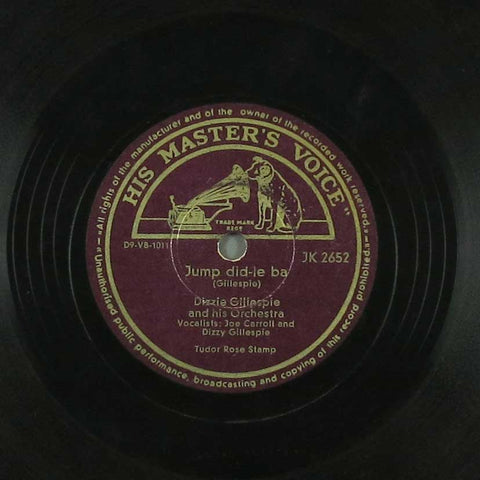 »All rights of the manufacturer and of the owner of the recorded work reserved.«
HIS MASTER'S VOICE"
TRADE MARK
D9-VB-1011
JK 2652
Jump did-le ba
(Gillespie)
Dizzie Gillespie
and his Orchestra
Vocalists: Joe Carroll and
Dizzy Gillespie
Tudor Rose Stamp
»Unauthorised public performance, broadcasting and copying of this record prohibited«